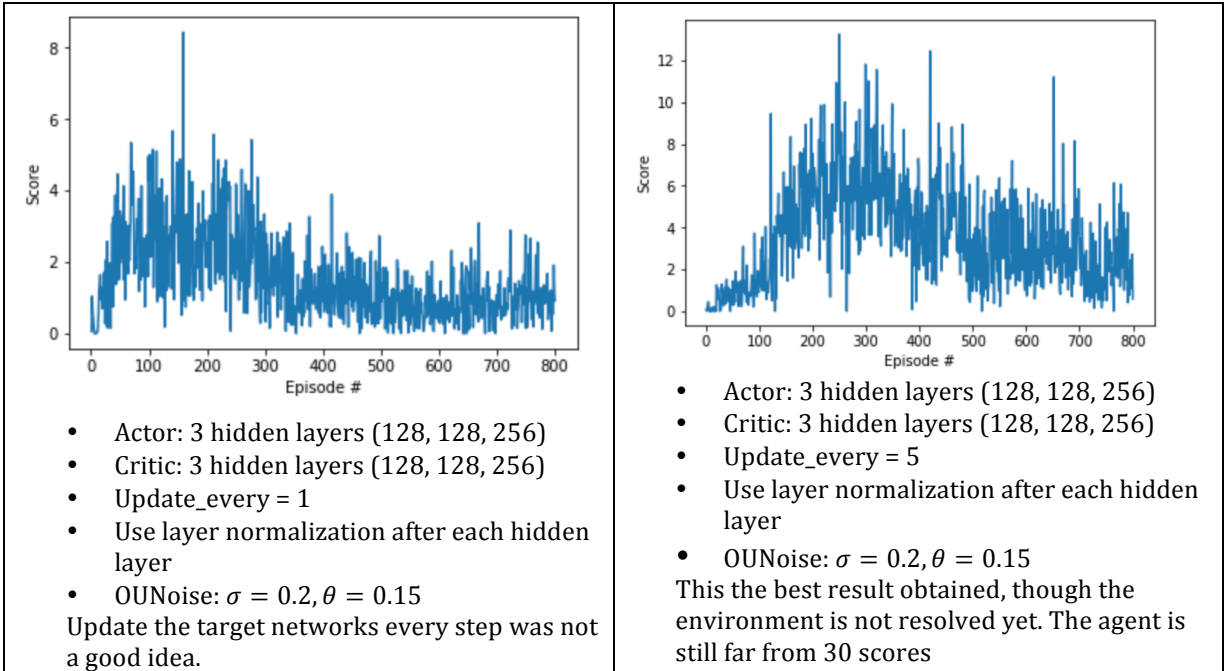 8
6
4
2
0
Score
0 100 200 300 400 500 600 700 800
Episode #
• Actor: 3 hidden layers (128, 128, 256)
• Critic: 3 hidden layers (128, 128, 256)
• Update_every = 1
• Use layer normalization after each hidden
layer
• OUNoise: 𝜎 = 0.2, 𝜃 = 0.15
Update the target networks every step was not
a good idea.
12
10
8
6
4
2
0
Score
0 100 200 300 400 500 600 700 800
Episode #
• Actor: 3 hidden layers (128, 128, 256)
• Critic: 3 hidden layers (128, 128, 256)
• Update_every = 5
• Use layer normalization after each hidden
layer
• OUNoise: 𝜎 = 0.2, 𝜃 = 0.15
This the best result obtained, though the
environment is not resolved yet. The agent is
still far from 30 scores